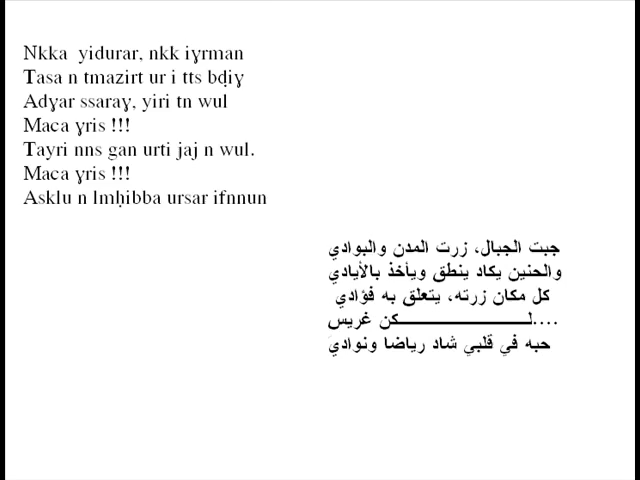 Nkka yidurar, nkk iɣrman
Tasa n tmazirt ur i tts bḍiɣ
Adɣar ssaraɣ, yiri tn wul
Maca ɣris !!!
Tayri nns gan urti jaj n wul.
Maca ɣris !!!
Asklu n lmḥibba ursar ifnnun
جبت الجبال، زرت المدن والبوادي
والحنين يكاد ينطق ويأخذ بالأيادي
كل مكان زرته، يتعلق به فؤادي
....لـــــــــــــــــــــكن غريس
حبه في قلبي شاد رياضا ونواديَ